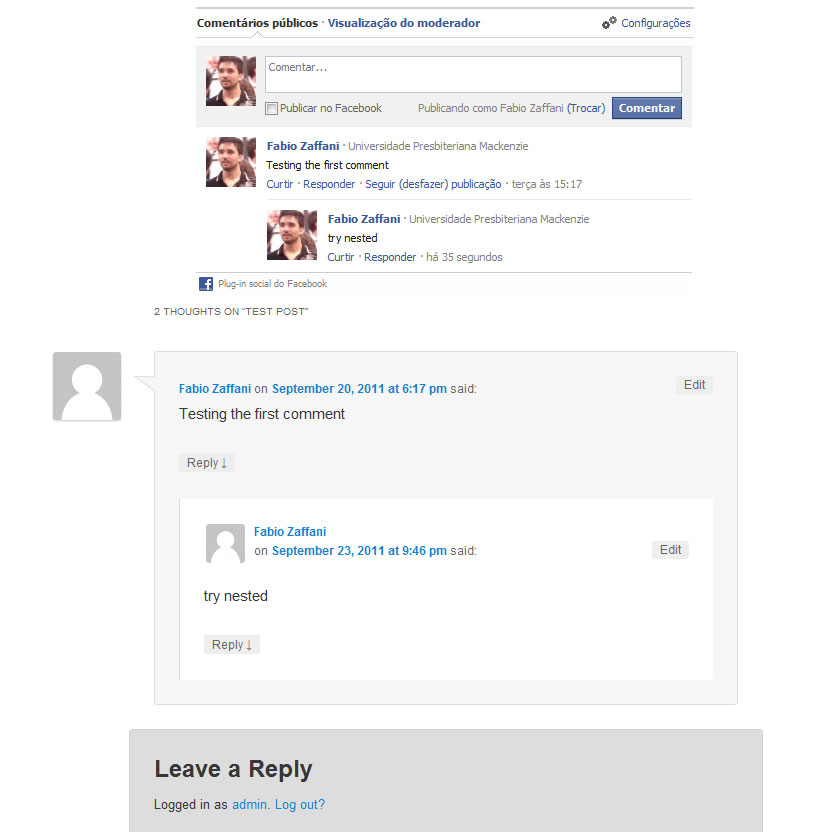 Comentários públicos · Visualização do moderador
Configurações
Comentar...
Publicar no Facebook
Publicando como Fabio Zaffani (Trocar)
Comentar
Fabio Zaffani · Universidade Presbiteriana Mackenzie
Testing the first comment
Curtir · Responder · Seguir (desfazer) publicação · terça às 15:17
Fabio Zaffani · Universidade Presbiteriana Mackenzie
try nested
Curtir · Responder · há 35 segundos
f Plug-in social do Facebook
2 THOUGHTS ON "TEST POST"
Fabio Zaffani on September 20, 2011 at 6:17 pm said:
Edit
Testing the first comment
Reply ↓
Fabio Zaffani
on September 23, 2011 at 9:46 pm said:
Edit
try nested
Reply ↓
Leave a Reply
Logged in as admin. Log out?